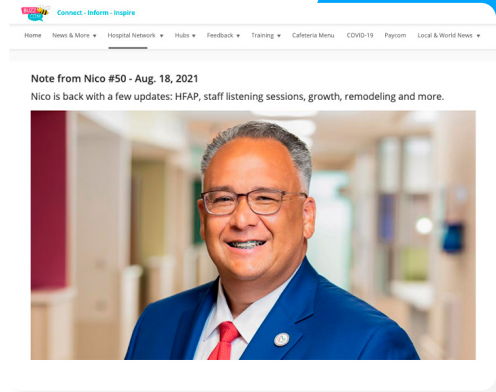 BUZZ
.COM
Connect - Inform - Inspire
Home News & More ▼ Hospital Network ▼ Hubs ▼ Feedback ▼ Training ▼ Cafeteria Menu COVID-19 Paycom Local & World News ▼
Note from Nico #50 - Aug. 18, 2021
Nico is back with a few updates: HFAP, staff listening sessions, growth, remodeling and more.